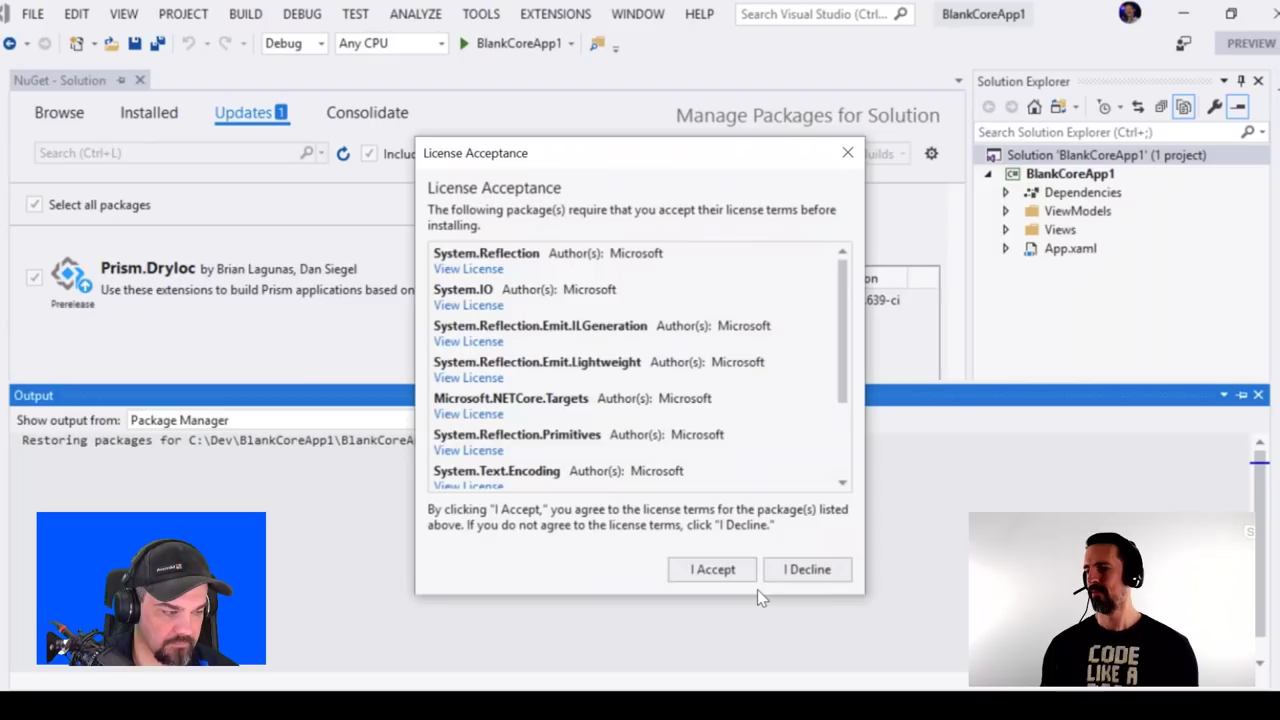 FILE EDIT VIEW PROJECT BUILD DEBUG TEST ANALYZE TOOLS EXTENSIONS WINDOW HELP Search Visual Studio (Ctrl+... BlankCoreApp1
Debug Any CPU BlankCoreApp1 PREVIEW
NuGet - Solution
Browse Installed Updates 1 Consolidate Manage Packages for Solution
Search (Ctrl+L)
Select all packages
Prism.DryIoc by Brian Lagunas, Dan Siegel
Use these extensions to build Prism applications based on
Prerelease
639-ci
License Acceptance
License Acceptance
The following package(s) require that you accept their license terms before
installing.
System.Reflection Author(s): Microsoft
View License
System.IO Author(s): Microsoft
View License
System.Reflection.Emit.ILGeneration Author(s): Microsoft
View License
System.Reflection.Emit.Lightweight Author(s): Microsoft
View License
Microsoft.NETCore.Targets Author(s): Microsoft
View License
System.Reflection.Primitives Author(s): Microsoft
View License
System.Text.Encoding Author(s): Microsoft
View License
By clicking "I Accept," you agree to the license terms for the package(s) listed
above. If you do not agree to the license terms, click "I Decline."
I Accept I Decline
Solution Explorer
Search Solution Explorer (Ctrl+;)
Solution 'BlankCoreApp1' (1 project)
BlankCoreApp1
Dependencies
ViewModels
Views
App.xaml
Output
Show output from: Package Manager
Restoring packages for C:\Dev\BlankCoreApp1\BlankCoreA
CODE
LIKE A